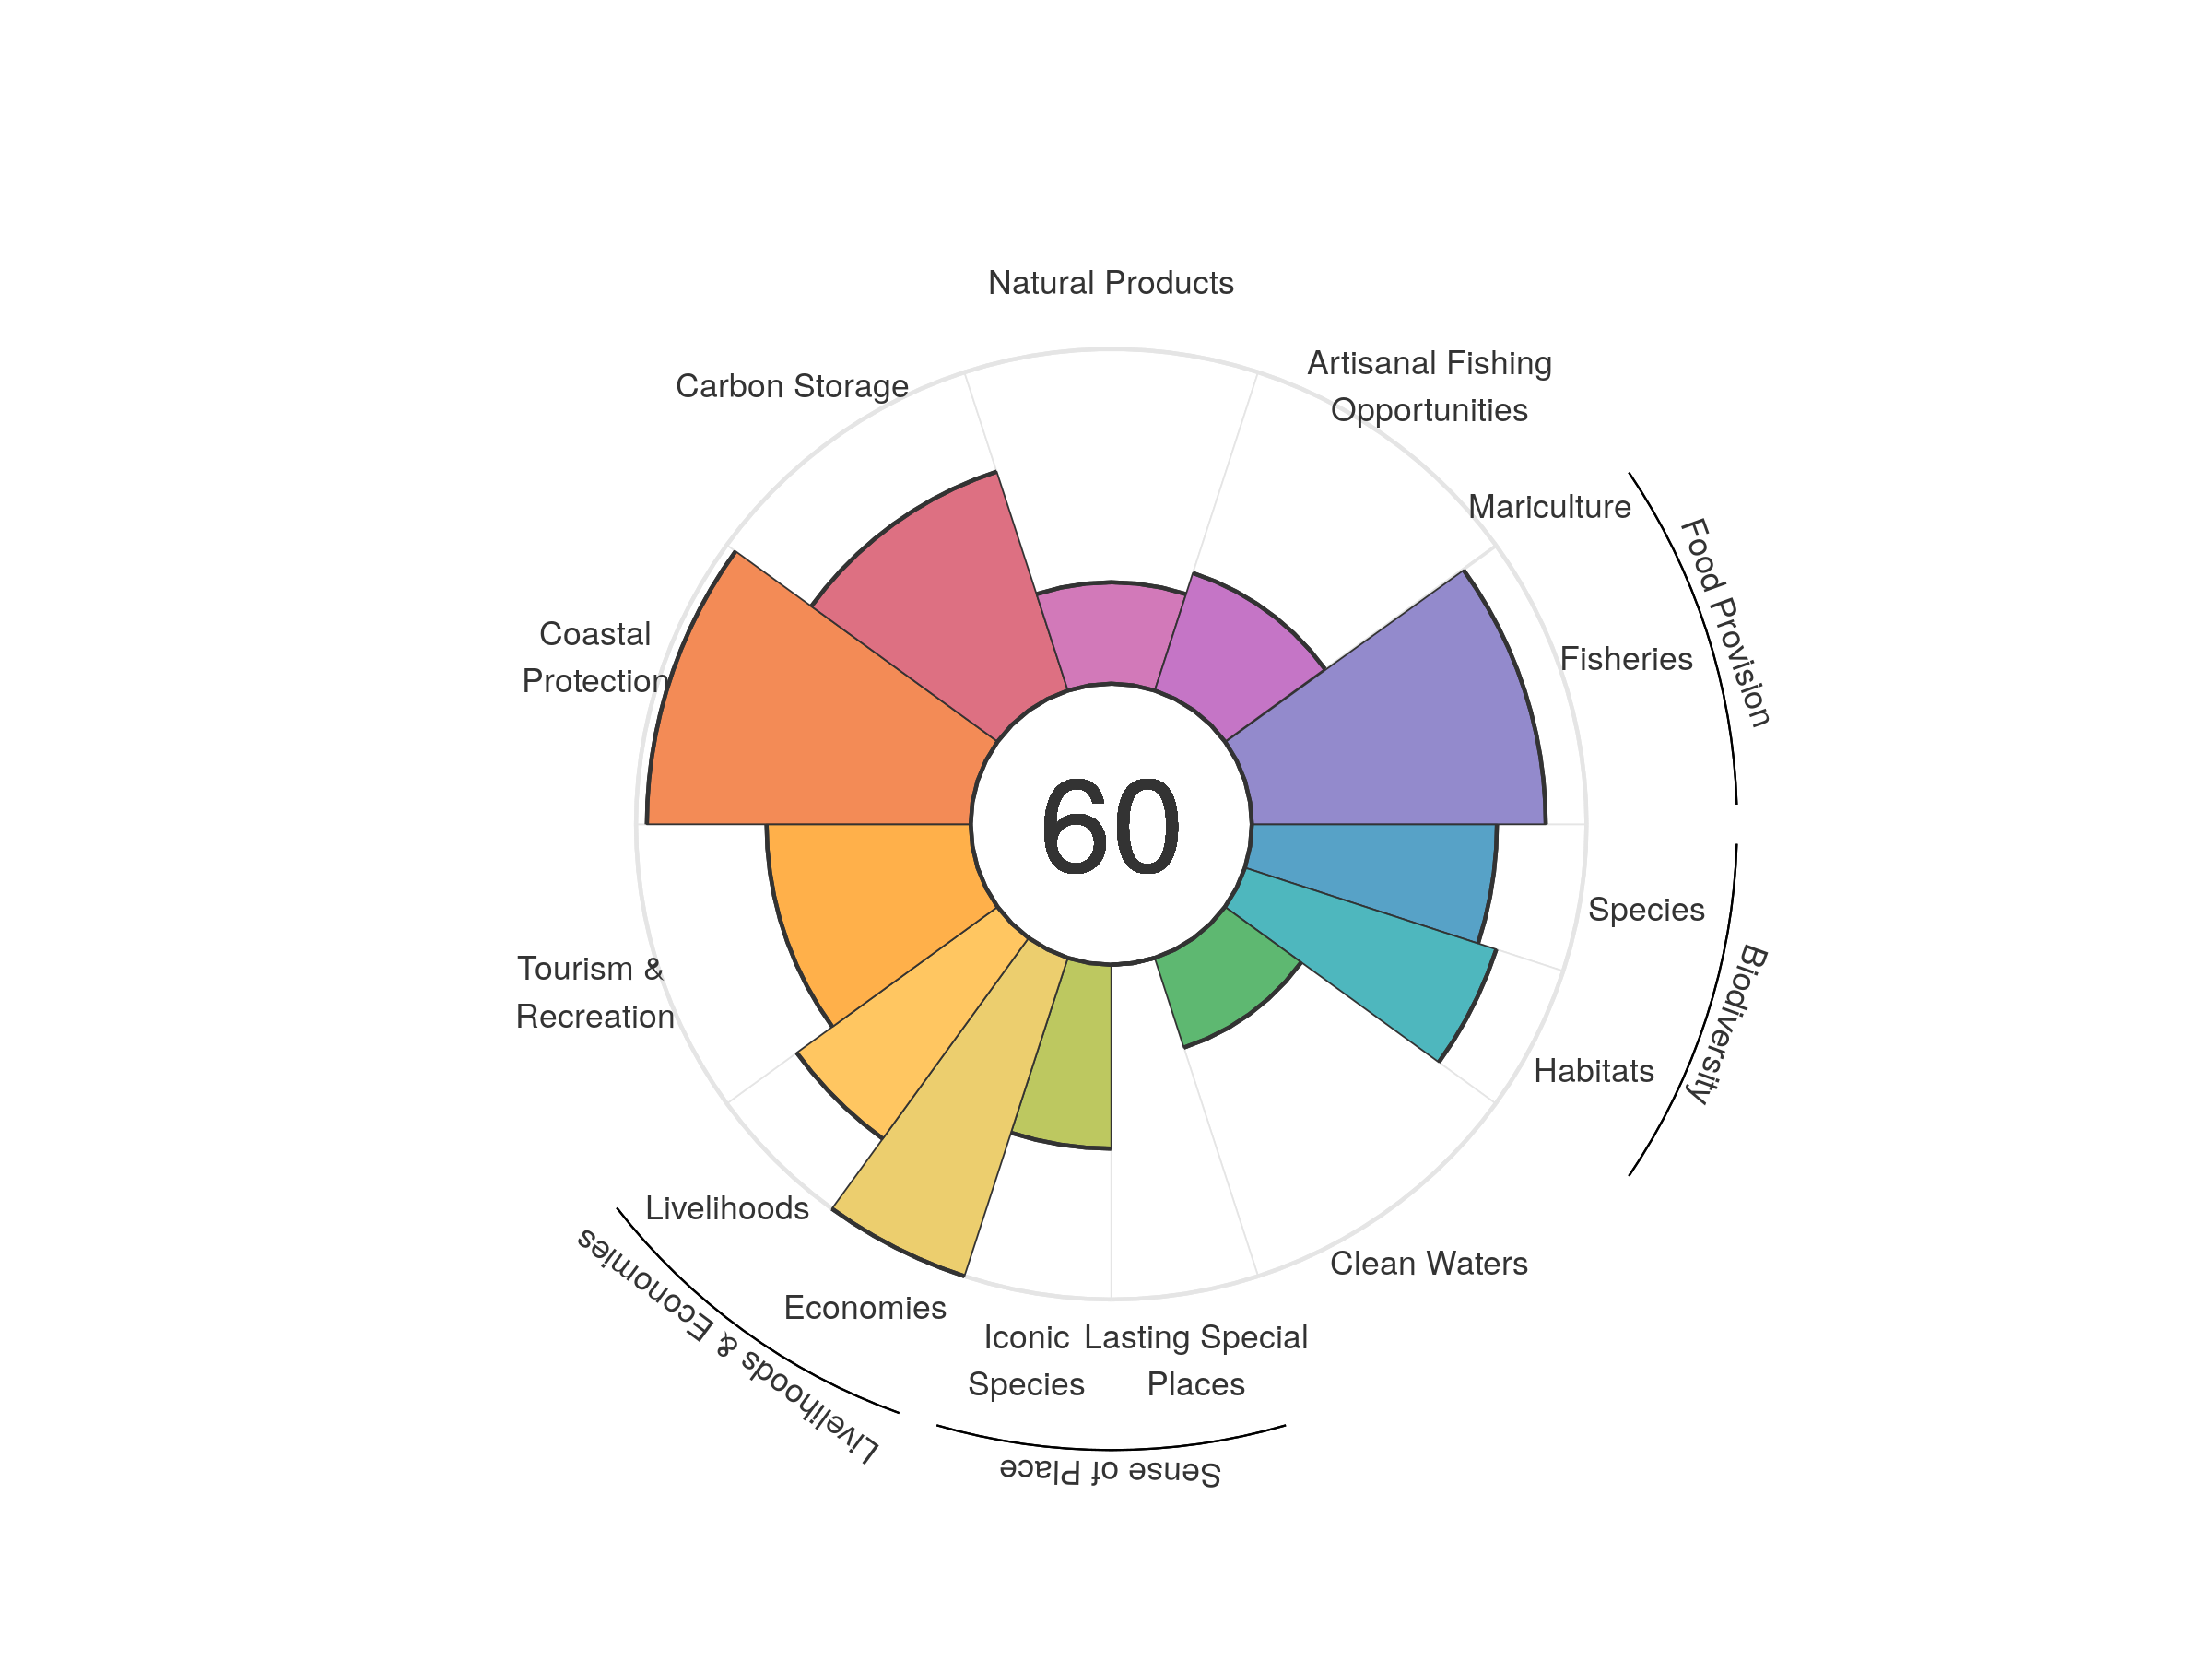 Natural Products
Artisanal Fishing
Opportunities
Carbon Storage
Mariculture
Food Provision
Coastal
Protection
Fisheries
60
Species
Biodiversity
Tourism &
Recreation
Habitats
Livelihoods
Clean Waters
Livelihoods & Economies
Economies
Iconic
Species
Lasting Special
Places
Sense of Place